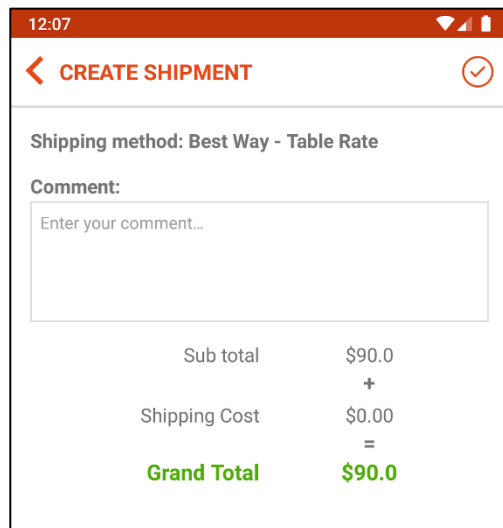 12:07
CREATE SHIPMENT
Shipping method: Best Way - Table Rate
Comment:
Enter your comment...
Sub total $90.0
+
Shipping Cost $0.00
=
Grand Total $90.0